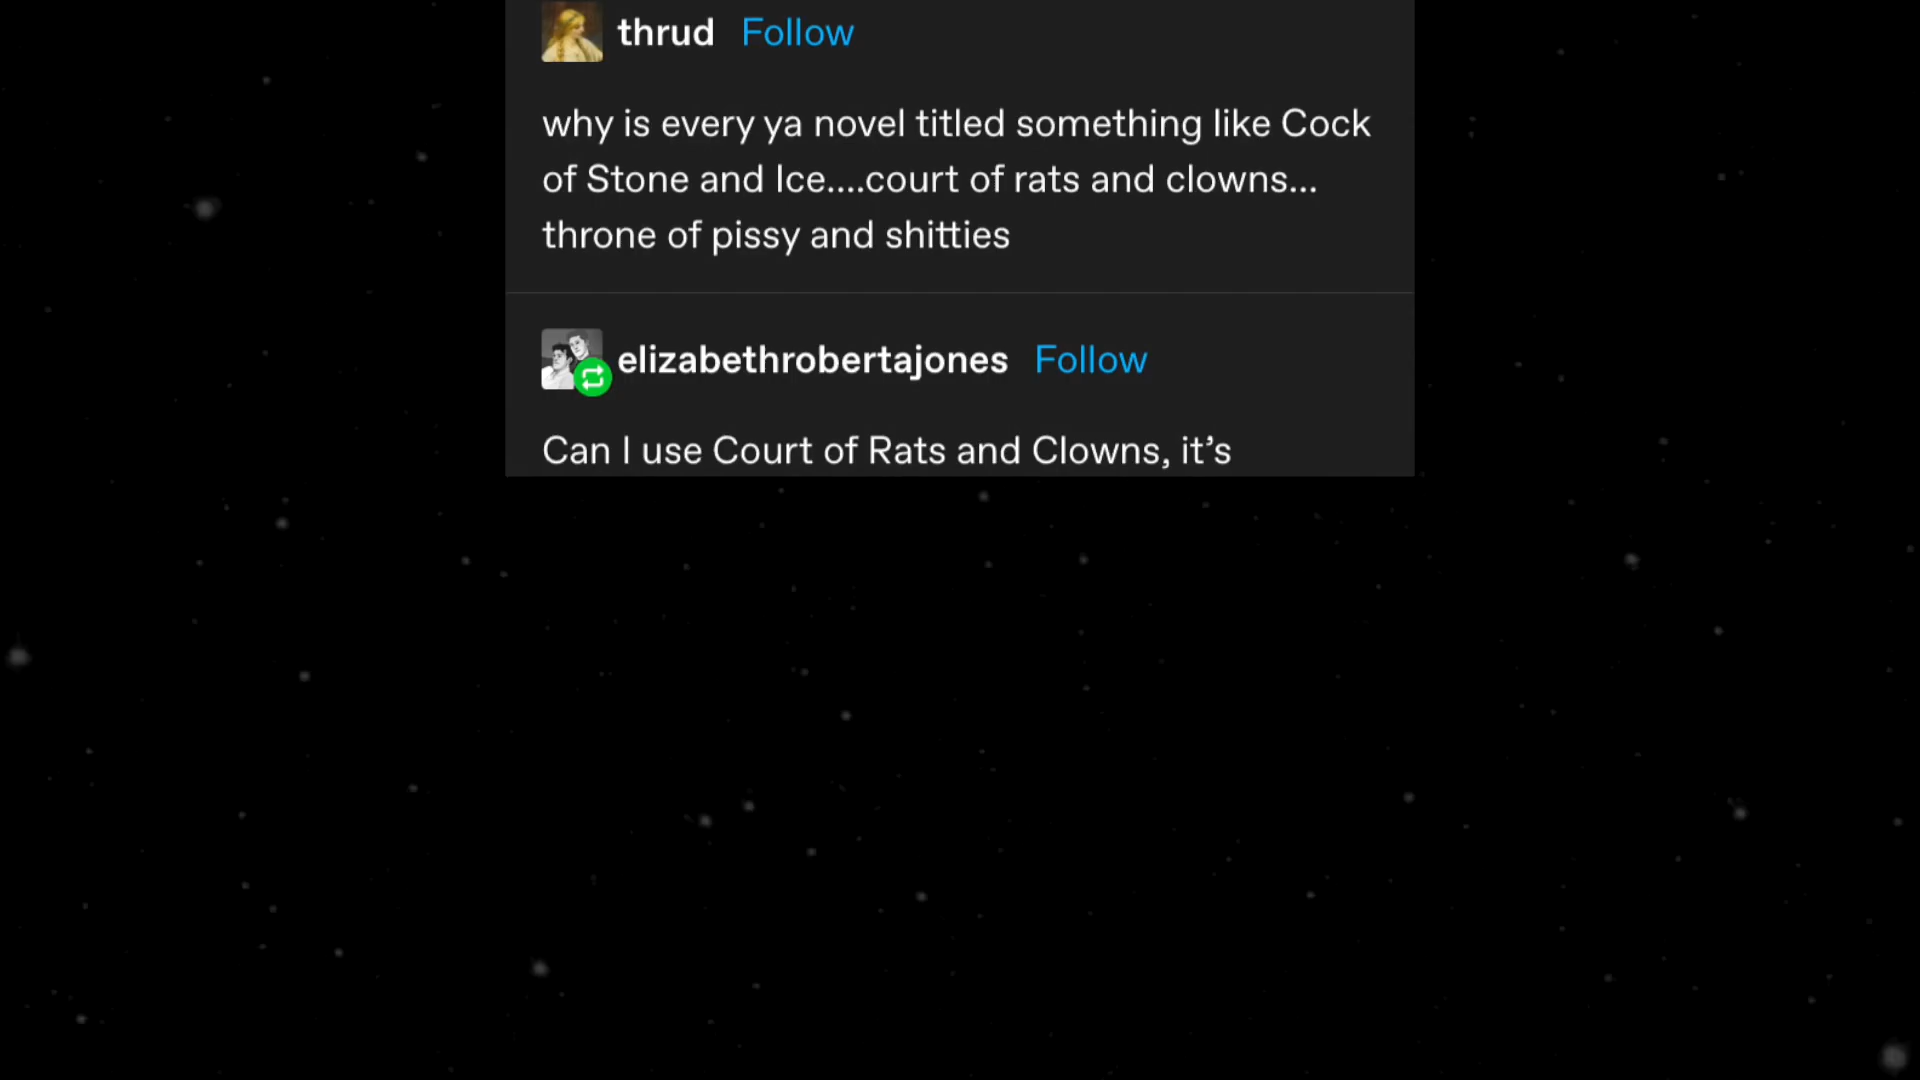 thrud Follow
why is every ya novel titled something like Cock
of Stone and Ice....court of rats and clowns...
throne of pissy and shitties
elizabethrobertajones Follow
Can I use Court of Rats and Clowns, it’s